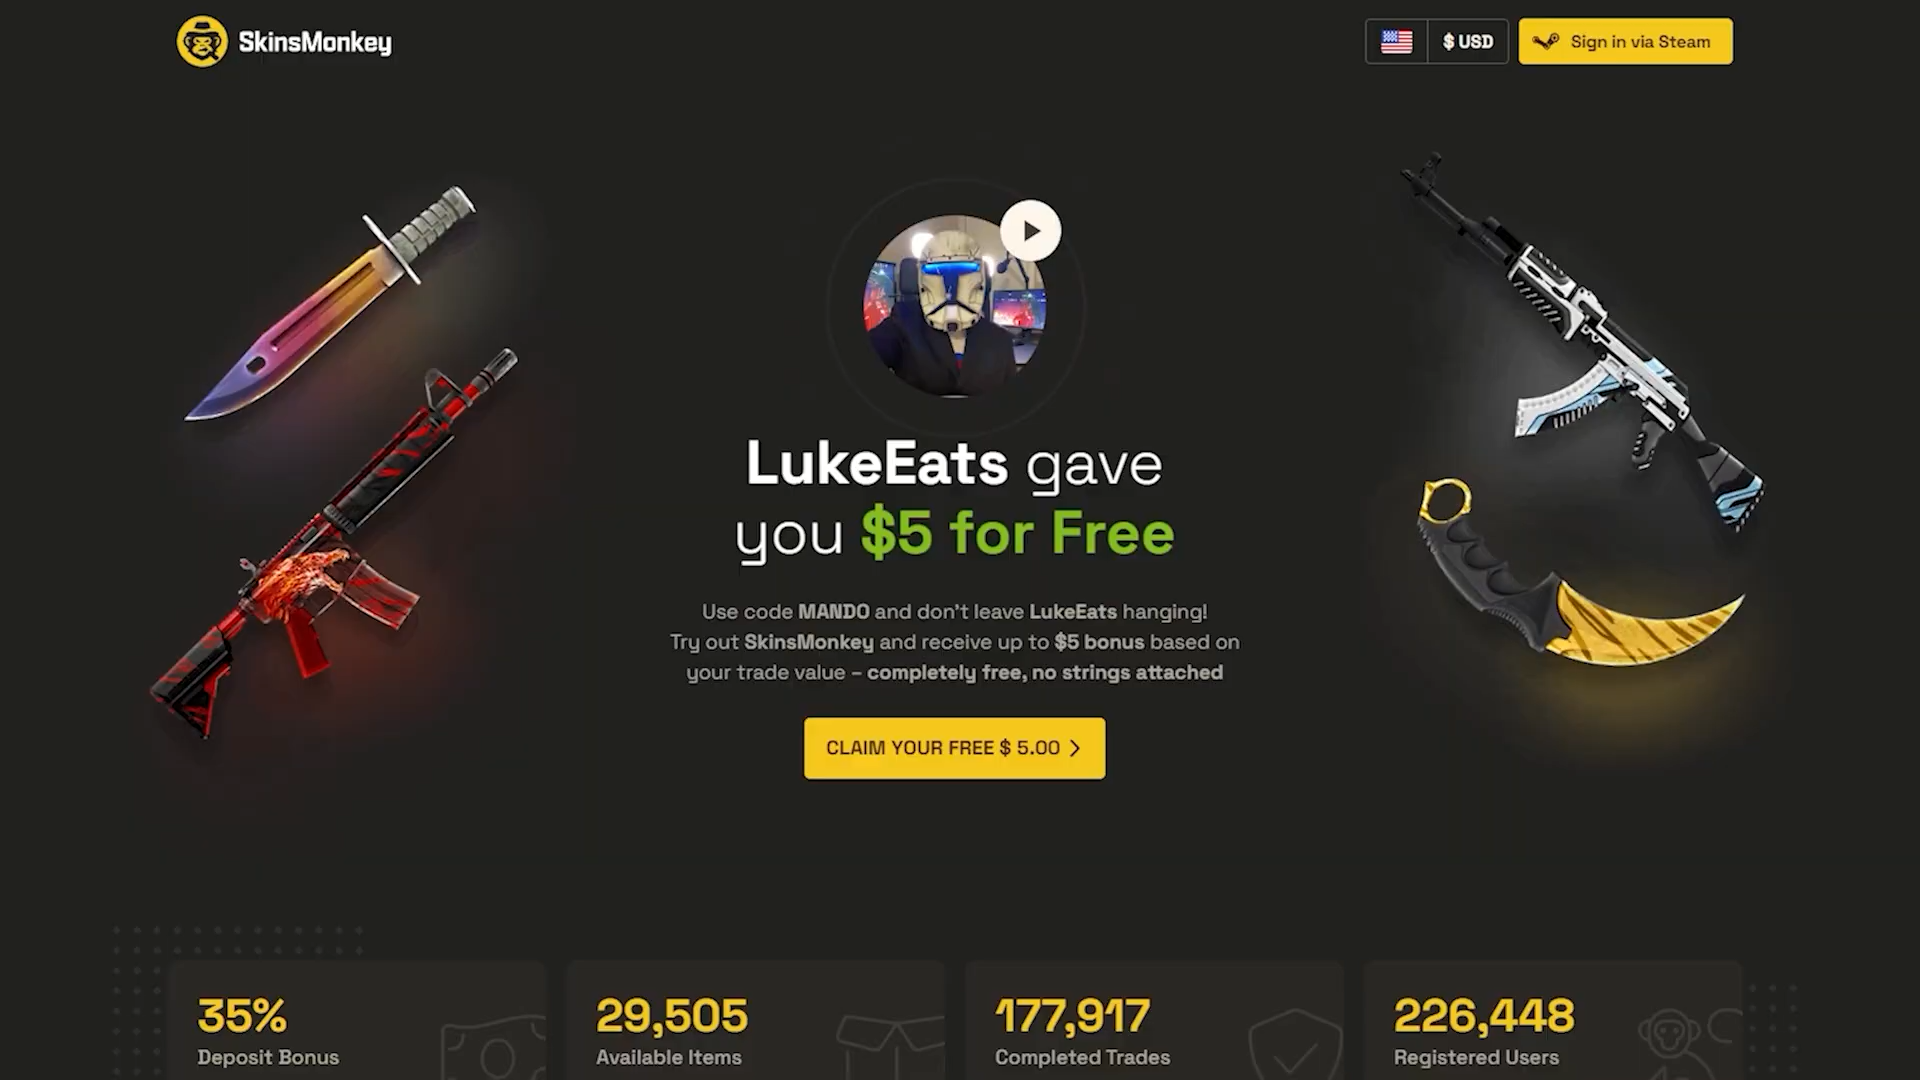 SkinsMonkey
$ USD
Sign in via Steam
LukeEats gave
you $5 for Free
Use code MANDO and don't leave LukeEats hanging!
Try out SkinsMonkey and receive up to $5 bonus based on
your trade value – completely free, no strings attached
CLAIM YOUR FREE $ 5.00
35%
Deposit Bonus
29,505
Available Items
177,917
Completed Trades
226,448
Registered Users